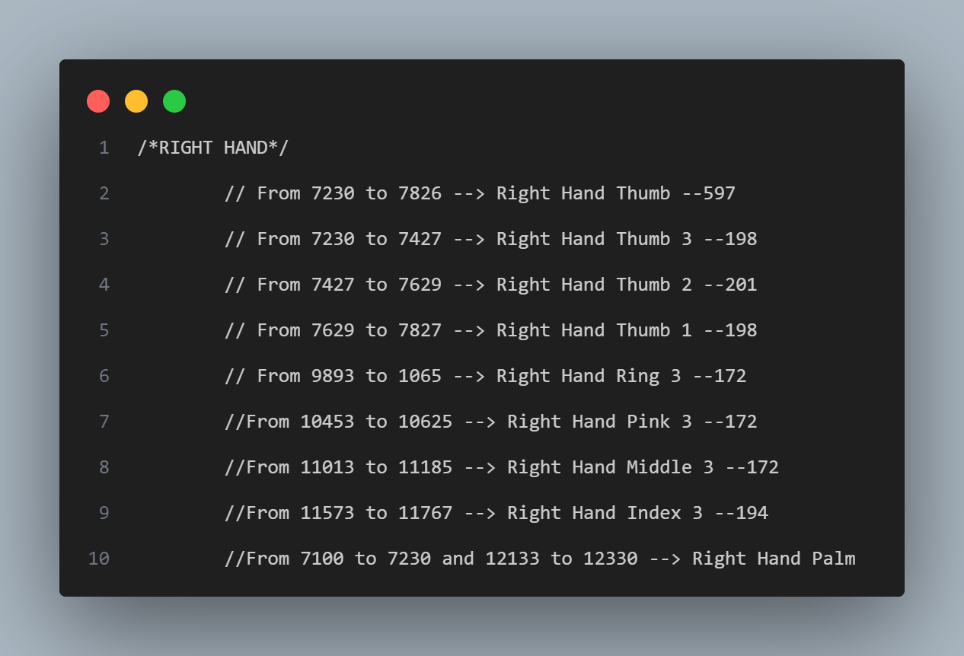 1 /*RIGHT HAND*/
2 // From 7230 to 7826 --> Right Hand Thumb --597
3 // From 7230 to 7427 --> Right Hand Thumb 3 --198
4 // From 7427 to 7629 --> Right Hand Thumb 2 --201
5 // From 7629 to 7827 --> Right Hand Thumb 1 --198
6 // From 9893 to 1065 --> Right Hand Ring 3 --172
7 //From 10453 to 10625 --> Right Hand Pink 3 --172
8 //From 11013 to 11185 --> Right Hand Middle 3 --172
9 //From 11573 to 11767 --> Right Hand Index 3 --194
10 //From 7100 to 7230 and 12133 to 12330 --> Right Hand Palm